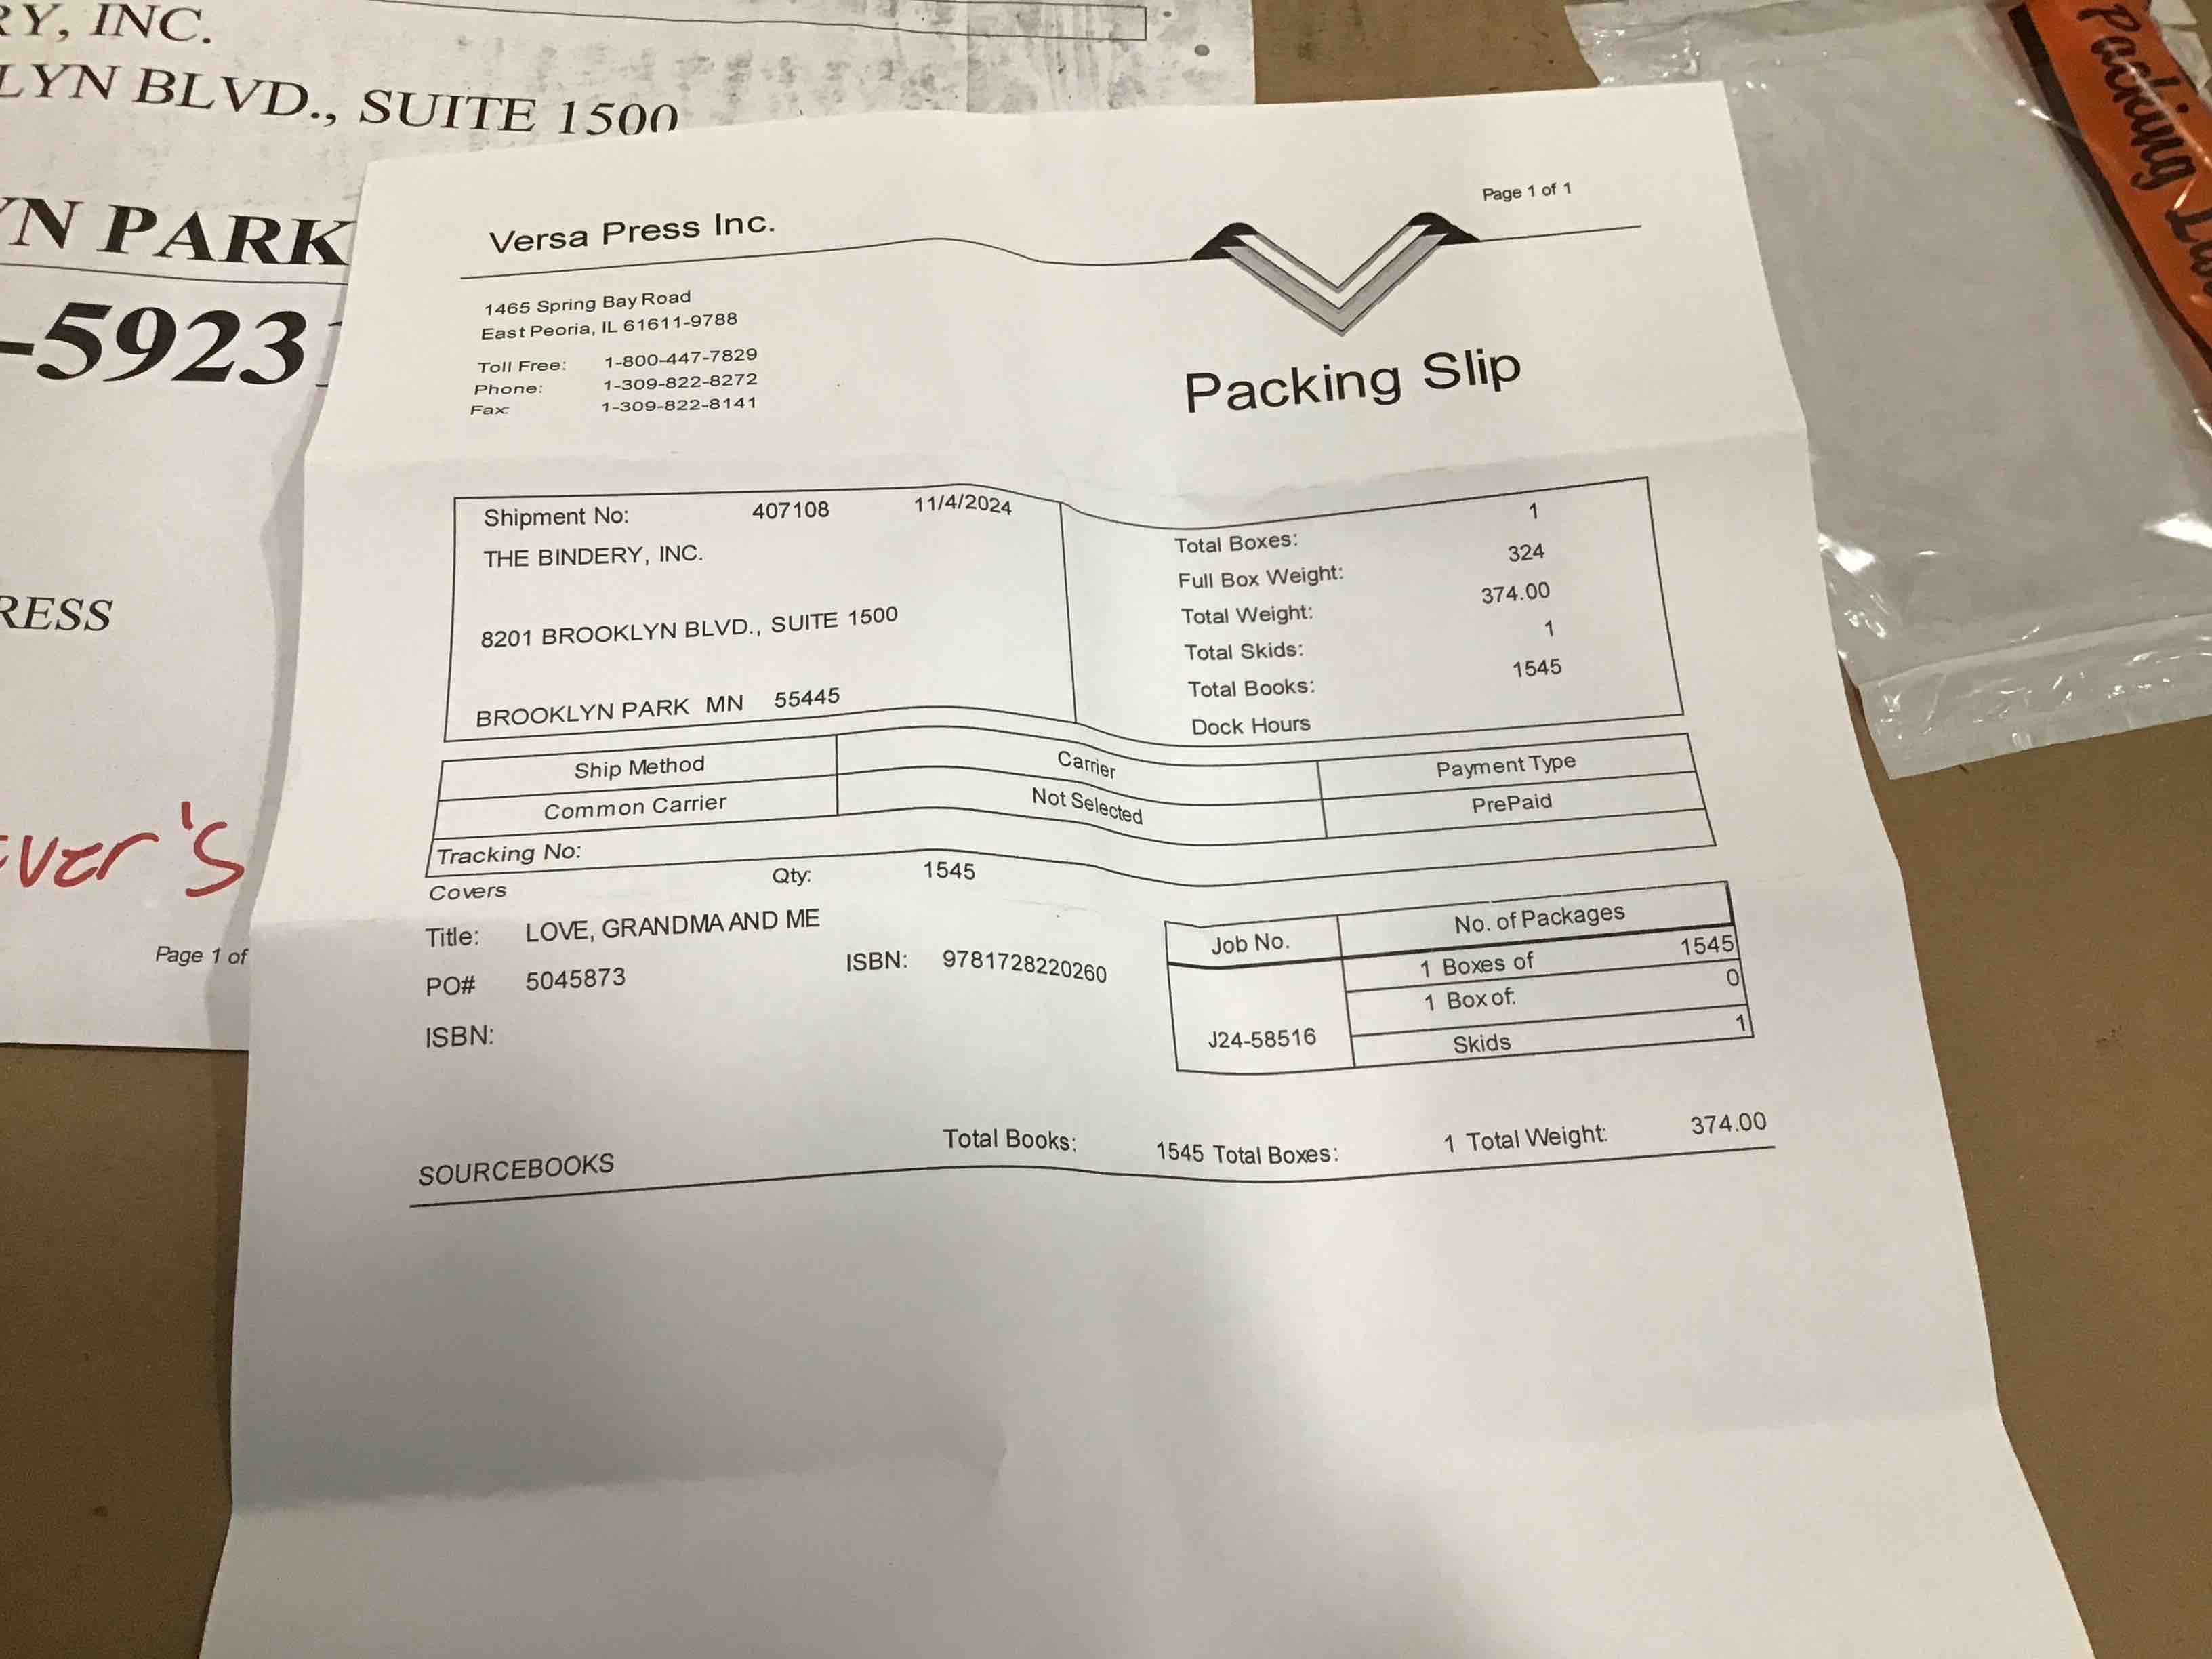 RY, INC.
LYN BLVD., SUITE 1500
YN PARK
-5923
RESS
ver's
Page 1 of
Packing
Versa Press Inc.
Page 1 of 1
1465 Spring Bay Road
East Peoria, IL 61611-9788
Toll Free: 1-800-447-7829
Phone: 1-309-822-8272
Fax: 1-309-822-8141
Packing Slip
Shipment No: 407108 11/4/2024
THE BINDERY, INC.
8201 BROOKLYN BLVD., SUITE 1500
BROOKLYN PARK MN 55445
Total Boxes: 1
Full Box Weight: 324
Total Weight: 374.00
Total Skids: 1
Total Books: 1545
Dock Hours
Ship Method Carrier Payment Type
Common Carrier Not Selected PrePaid
Tracking No:
Covers Qty: 1545
Title: LOVE, GRANDMA AND ME
PO# 5045873 ISBN: 9781728220260
ISBN:
Job No. No. of Packages
1 Boxes of 1545
1 Box of: 0
J24-58516 Skids 1
SOURCEBOOKS Total Books: 1545 Total Boxes: 1 Total Weight: 374.00